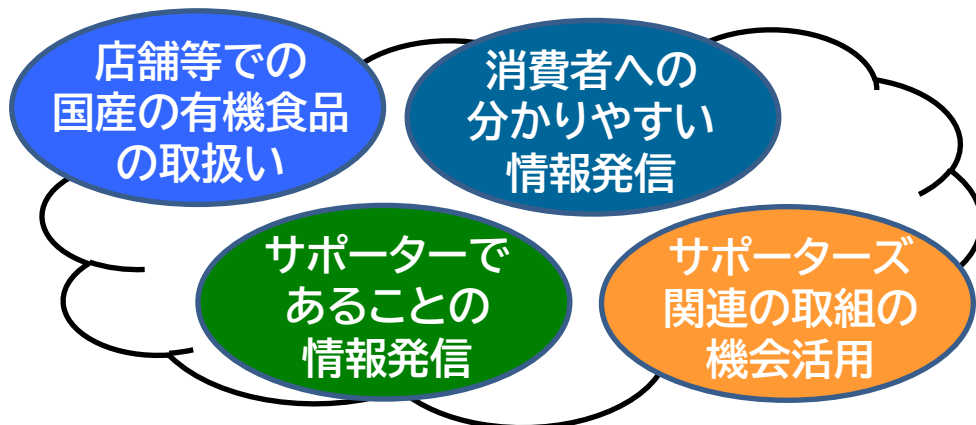 店舗等での
国産の有機食品
の取扱い
消費者への
分かりやすい
情報発信
サポーターで
あることの
情報発信
サポーターズ
関連の取組の
機会活用